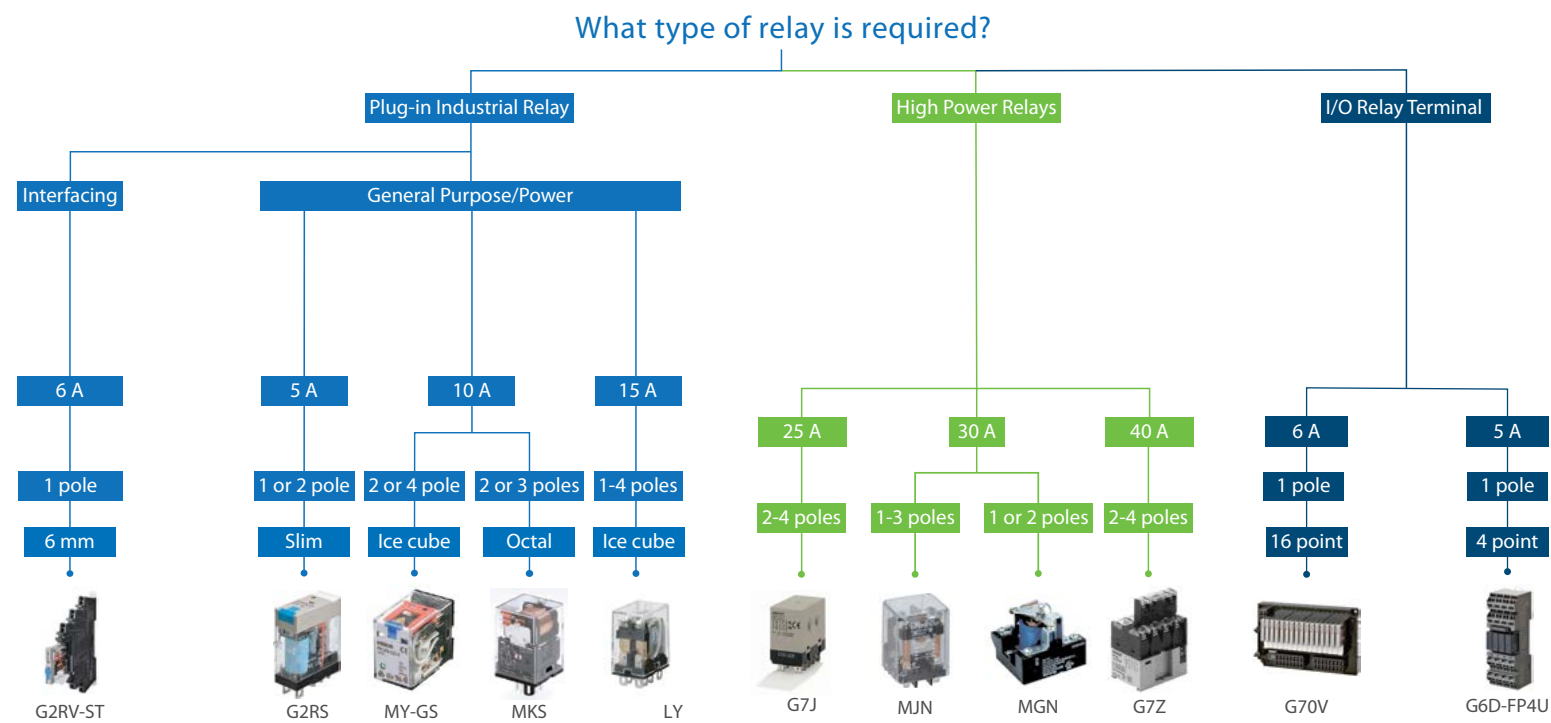 What type of relay is required?
Plug-in Industrial Relay
High Power Relays
I/O Relay Terminal
Interfacing
General Purpose/Power
6 A
5 A
10 A
15 A
25 A
30 A
40 A
6 A
5 A
1 pole
1 or 2 pole
2 or 4 pole
2 or 3 poles
1-4 poles
2-4 poles
1-3 poles
1 or 2 poles
2-4 poles
1 pole
1 pole
6 mm
Slim
Ice cube
Octal
Ice cube
16 point
4 point
G2RV-ST
G2RS
MY-GS
MKS
LY
G7J
MJN
MGN
G7Z
G70V
G6D-FP4U